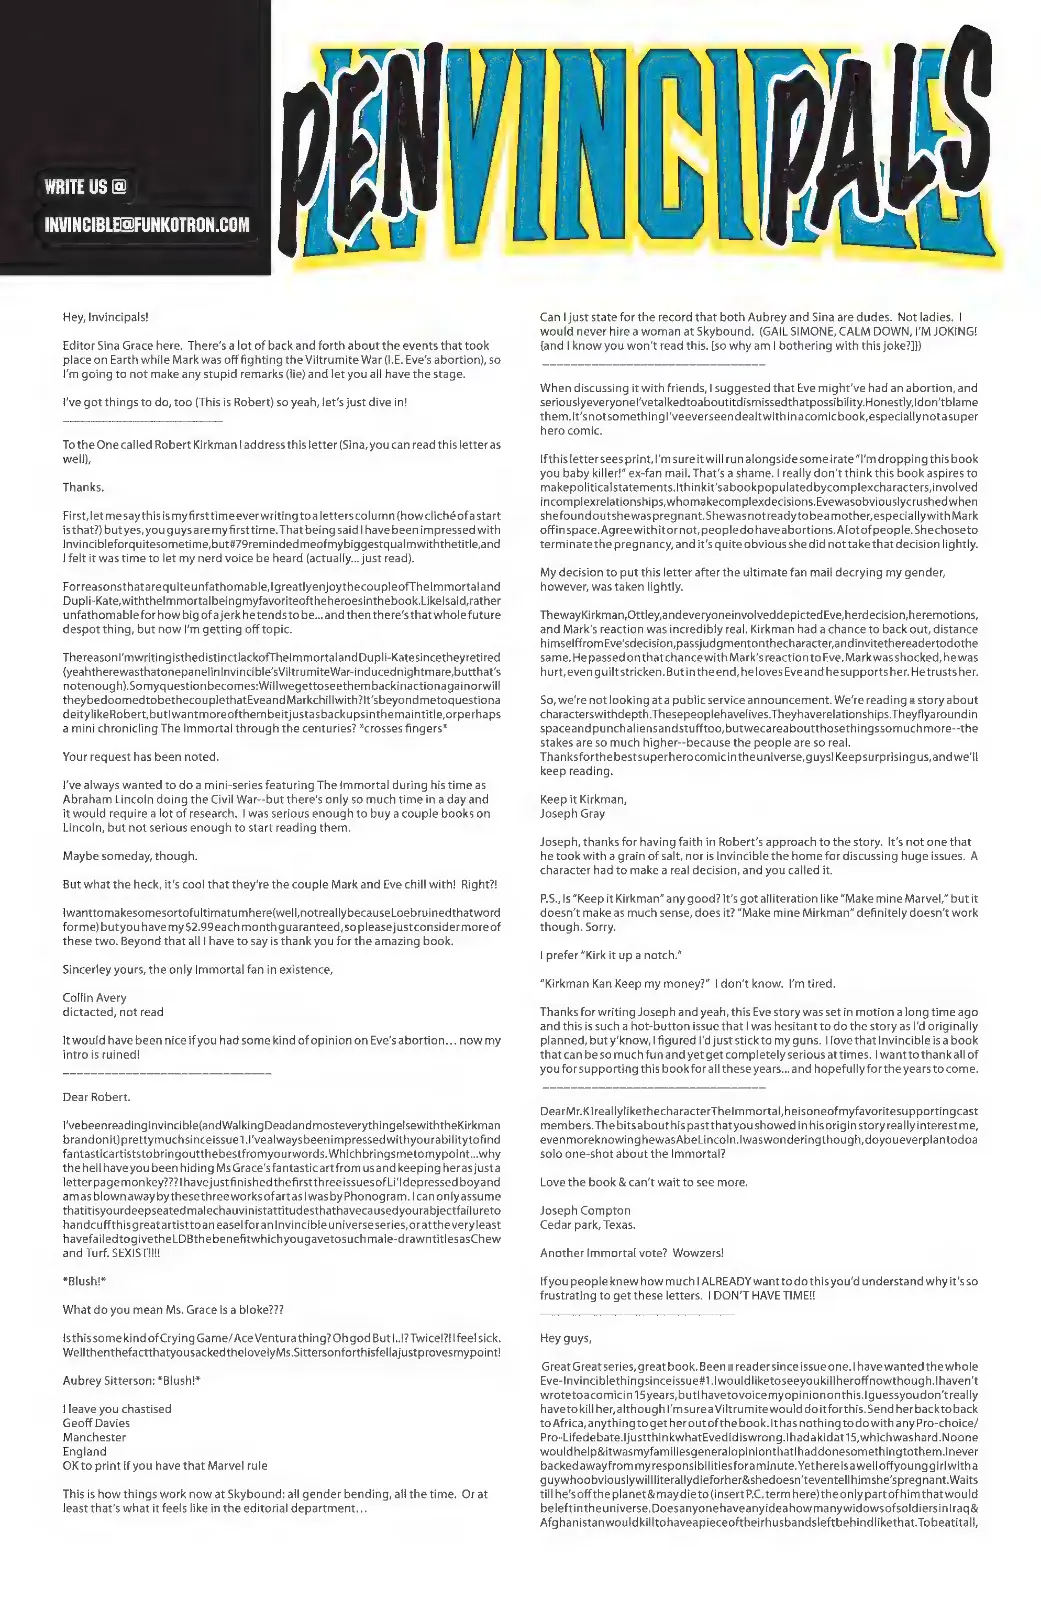 WRITE US @
INVINCIBLE@FUNKOTRON.COM
INVINCIBLE
PEN PALS
Hey, Invincipals!
Editor Sina Grace here. There's a lot of back and forth about the events that took
place on Earth while Mark was off fighting the Viltrumite War (I.E. Eve's abortion), so
I'm going to not make any stupid remarks (lie) and let you all have the stage.
I've got things to do, too (This is Robert) so yeah, let's just dive in!
To the One called Robert Kirkman I address this letter (Sina, you can read this letter as
well),
Thanks.
First, let me say this is my first time ever writing to a letters column (how cliché of a start
is that?) but yes, you guys are my first time. That being said I have been impressed with
Invincible for quite some time, but #79 reminded me of my biggest qualm with the title, and
I felt it was time to let my nerd voice be heard (actually... just read).
For reasons that are quite unfathomable, I greatly enjoy the couple of The Immortal and
Dupli-Kate, with the Immortal being my favorite of the heroes in the book. Like I said, rather
unfathomable for how big of a jerk he tends to be... and then there's that whole future
despot thing, but now I'm getting off topic.
The reason I'm writing is the distinct lack of The Immortal and Dupli-Kate since they retired
(yeah there was that one panel in Invincible's Viltrumite War-induced nightmare, but that's
not enough). So my question becomes: Will we get to see them back in action again or will
they be doomed to be the couple that Eve and Mark chill with? It's beyond me to question a
deity like Robert, but I want more of them be it just as backups in the main title, or perhaps
a mini chronicling The Immortal through the centuries? *crosses fingers*
Your request has been noted.
I've always wanted to do a mini-series featuring The Immortal during his time as
Abraham Lincoln doing the Civil War--but there's only so much time in a day and
it would require a lot of research. I was serious enough to buy a couple books on
Lincoln, but not serious enough to start reading them.
Maybe someday, though.
But what the heck, it's cool that they're the couple Mark and Eve chill with! Right?!
I want to make some sort of ultimatum here (well, not really because Loeb ruined that word
for me) but you have my $2.99 each month guaranteed, so please just consider more of
these two. Beyond that all I have to say is thank you for the amazing book.
Sincerley yours, the only Immortal fan in existence,
Collin Avery
dictacted, not read
It would have been nice if you had some kind of opinion on Eve's abortion... now my
intro is ruined!
Dear Robert.
I've been reading Invincible (and Walking Dead and most everything else with the Kirkman
brand on it) pretty much since issue 1. I've always been impressed with your ability to find
fantastic artists to bring out the best from your words. Which brings me to my point...why
the hell have you been hiding Ms Grace's fantastic art from us and keeping her as just a
letter page monkey??? I have just finished the first three issues of Li'l depressed boy and
am as blown away by these three works of art as I was by Phonogram. I can only assume
that it is your deep seated male chauvinist attitudes that have caused your abject failure to
handcuff this great artist to an easel for an Invincible universe series, or at the very least
have failed to give the LDB the benefit which you gave to such male-drawn titles as Chew
and Turf. SEXIST!!!!
*Blush!*
What do you mean Ms. Grace is a bloke???
Is this some kind of Crying Game/ Ace Ventura thing? Oh god But I..!? Twice!?! I feel sick.
Well then the fact that you sacked the lovely Ms. Sitterson for this fella just proves my point!
Aubrey Sitterson: *Blush!*
I leave you chastised
Geoff Davies
Manchester
England
OK to print if you have that Marvel rule
This is how things work now at Skybound: all gender bending, all the time. Or at
least that's what it feels like in the editorial department...
Can I just state for the record that both Aubrey and Sina are dudes. Not ladies. I
would never hire a woman at Skybound. (GAIL SIMONE, CALM DOWN, I'M JOKING!
{and I know you won't read this. [so why am I bothering with this joke?]})
When discussing it with friends, I suggested that Eve might've had an abortion, and
seriously everyone I've talked to about it dismissed that possibility. Honestly, I don't blame
them. It's not something I've ever seen dealt with in a comic book, especially not a super
hero comic.
If this letter sees print, I'm sure it will run alongside some irate "I'm dropping this book
you baby killer!" ex-fan mail. That's a shame. I really don't think this book aspires to
make political statements. I think it's a book populated by complex characters, involved
in complex relationships, who make complex decisions. Eve was obviously crushed when
she found out she was pregnant. She was not ready to be a mother, especially with Mark
off in space. Agree with it or not, people do have abortions. A lot of people. She chose to
terminate the pregnancy, and it's quite obvious she did not take that decision lightly.
My decision to put this letter after the ultimate fan mail decrying my gender,
however, was taken lightly.
The way Kirkman, Ottley, and everyone involved depicted Eve, her decision, her emotions,
and Mark's reaction was incredibly real. Kirkman had a chance to back out, distance
himself from Eve's decision, pass judgment on the character, and invite the reader to do the
same. He passed on that chance with Mark's reaction to Eve. Mark was shocked, he was
hurt, even guilt stricken. But in the end, he loves Eve and he supports her. He trusts her.
So, we're not looking at a public service announcement. We're reading a story about
characters with depth. These people have lives. They have relationships. They fly around in
space and punch aliens and stuff too, but we care about those things so much more--the
stakes are so much higher--because the people are so real.
Thanks for the best super hero comic in the universe, guys! Keep surprising us, and we'll
keep reading.
Keep it Kirkman,
Joseph Gray
Joseph, thanks for having faith in Robert's approach to the story. It's not one that
he took with a grain of salt, nor is Invincible the home for discussing huge issues. A
character had to make a real decision, and you called it.
P.S., Is "Keep it Kirkman" any good? It's got alliteration like "Make mine Marvel," but it
doesn't make as much sense, does it? "Make mine Mirkman" definitely doesn't work
though. Sorry.
I prefer "Kirk it up a notch."
"Kirkman Kan Keep my money?" I don't know. I'm tired.
Thanks for writing Joseph and yeah, this Eve story was set in motion a long time ago
and this is such a hot-button issue that I was hesitant to do the story as I'd originally
planned, but y'know, I figured I'd just stick to my guns. I love that Invincible is a book
that can be so much fun and yet get completely serious at times. I want to thank all of
you for supporting this book for all these years... and hopefully for the years to come.
Dear Mr. K I really like the character The Immortal, he is one of my favorite supporting cast
members. The bits about his past that you showed in his origin story really interest me,
even more knowing he was Abe Lincoln. I was wondering though, do you ever plan to do a
solo one-shot about the Immortal?
Love the book & can't wait to see more.
Joseph Compton
Cedar park, Texas.
Another Immortal vote? Wowzers!
If you people knew how much I ALREADY want to do this you'd understand why it's so
frustrating to get these letters. I DON'T HAVE TIME!!
Hey guys,
Great Great series, great book. Been a reader since issue one. I have wanted the whole
Eve-Invincible thing since issue #1. I would like to see you kill her off now though. I haven't
wrote to a comic in 15 years, but I have to voice my opinion on this. I guess you don't really
have to kill her, although I'm sure a Viltrumite would do it for this. Send her back to back
to Africa, anything to get her out of the book. It has nothing to do with any Pro-choice/
Pro-Life debate. I just think what Eve did is wrong. I had a kid at 15, which was hard. No one
would help & it was my families general opinion that I had done something to them. I never
backed away from my responsibilities for a minute. Yet here is a well off young girl with a
guy who obviously will literally die for her & she doesn't even tell him she's pregnant. Waits
till he's off the planet & may die to (insert P.C. term here) the only part of him that would
be left in the universe. Does anyone have any idea how many widows of soldiers in Iraq &
Afghanistan would kill to have a piece of their husbands left behind like that. To beat it all,